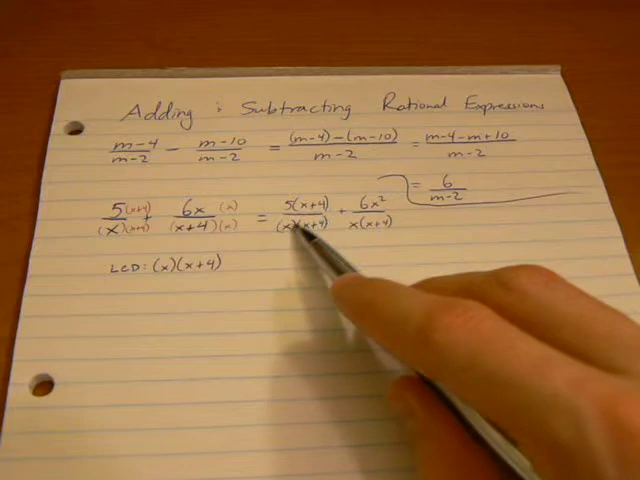 Adding & Subtracting Rational Expressions
(m-4)/(m-2) - (m-10)/(m-2) = ((m-4)-(m-10))/(m-2) = (m-4-m+10)/(m-2)
= 6/(m-2)
5(x+4)/(x)(x+4) + 6x(x)/(x+4)(x) = 5(x+4)/(x)(x+4) + 6x²/x(x+4)
LCD: (x)(x+4)